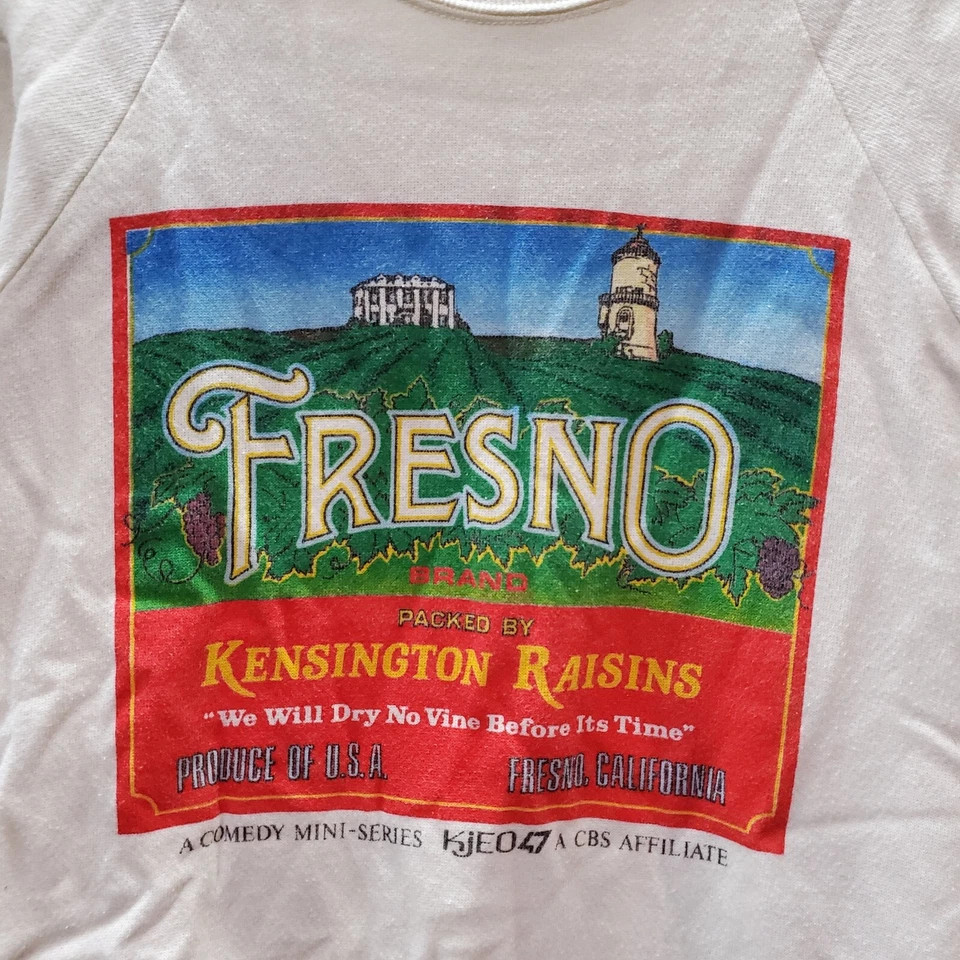 FRESNO
BRAND
PACKED BY
KENSINGTON RAISINS
"We Will Dry No Vine Before Its Time"
PRODUCE OF U.S.A. FRESNO, CALIFORNIA
A COMEDY MINI-SERIES KJEO47 A CBS AFFILIATE